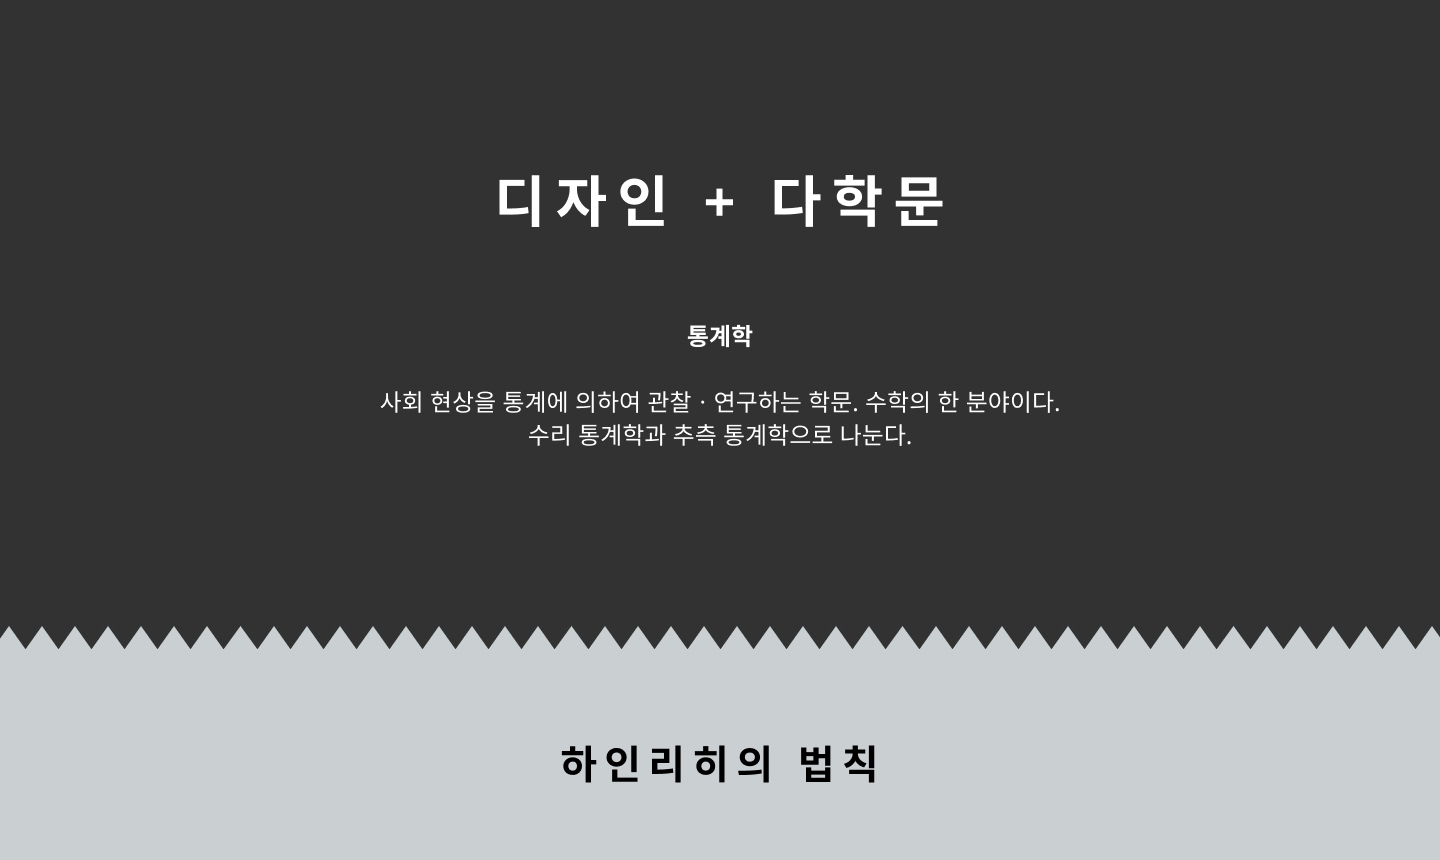 디자인 + 다학문
통계학
사회 현상을 통계에 의하여 관찰 · 연구하는 학문. 수학의 한 분야이다.
수리 통계학과 추측 통계학으로 나눈다.
하인리히의 법칙